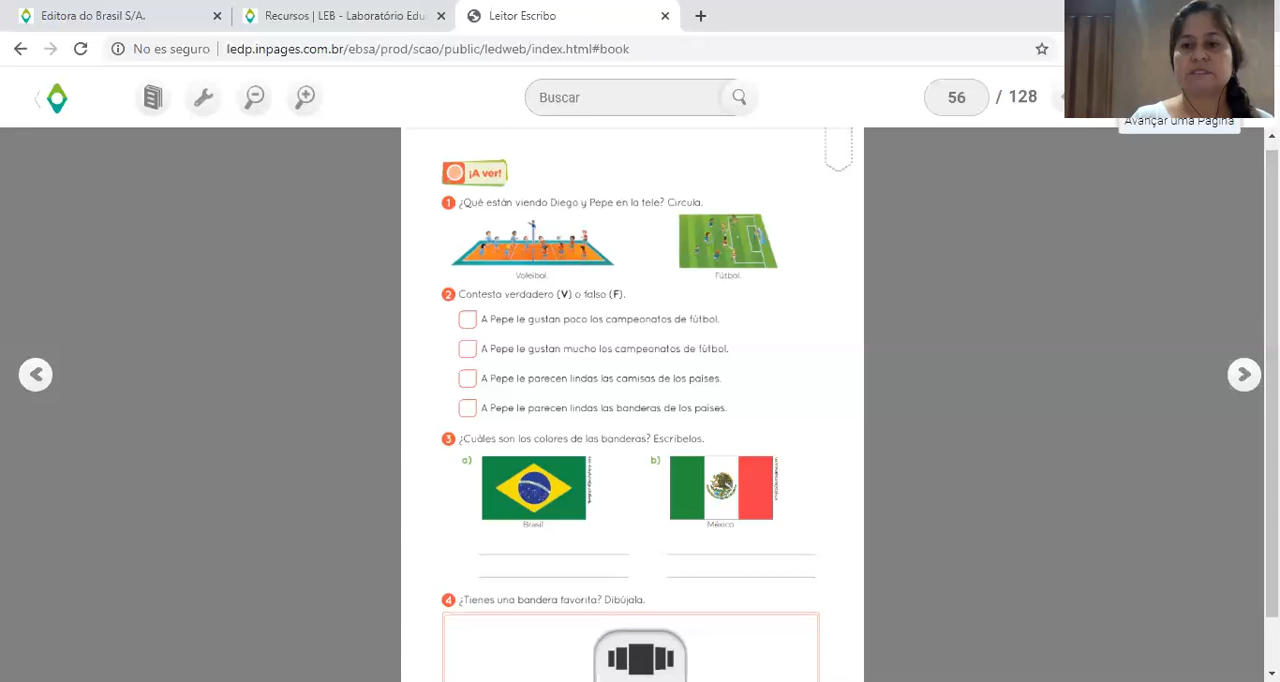 Editora do Brasil S/A.
Recursos | LEB - Laboratório Edu
Leitor Escribo
No es seguro
ledp.inpages.com.br/ebsa/prod/scao/public/ledweb/index.html#book
Buscar
56 / 128
Avançar uma Página
¡A ver!
1 ¿Qué están viendo Diego y Pepe en la tele? Circula.
Voleibol.
Fútbol.
2 Contesta verdadero (V) o falso (F).
A Pepe le gustan poco los campeonatos de fútbol.
A Pepe le gustan mucho los campeonatos de fútbol.
A Pepe le parecen lindas las camisas de los países.
A Pepe le parecen lindas las banderas de los países.
3 ¿Cuáles son los colores de las banderas? Escríbelos.
a)
b)
Brasil
México
4 ¿Tienes una bandera favorita? Dibújala.